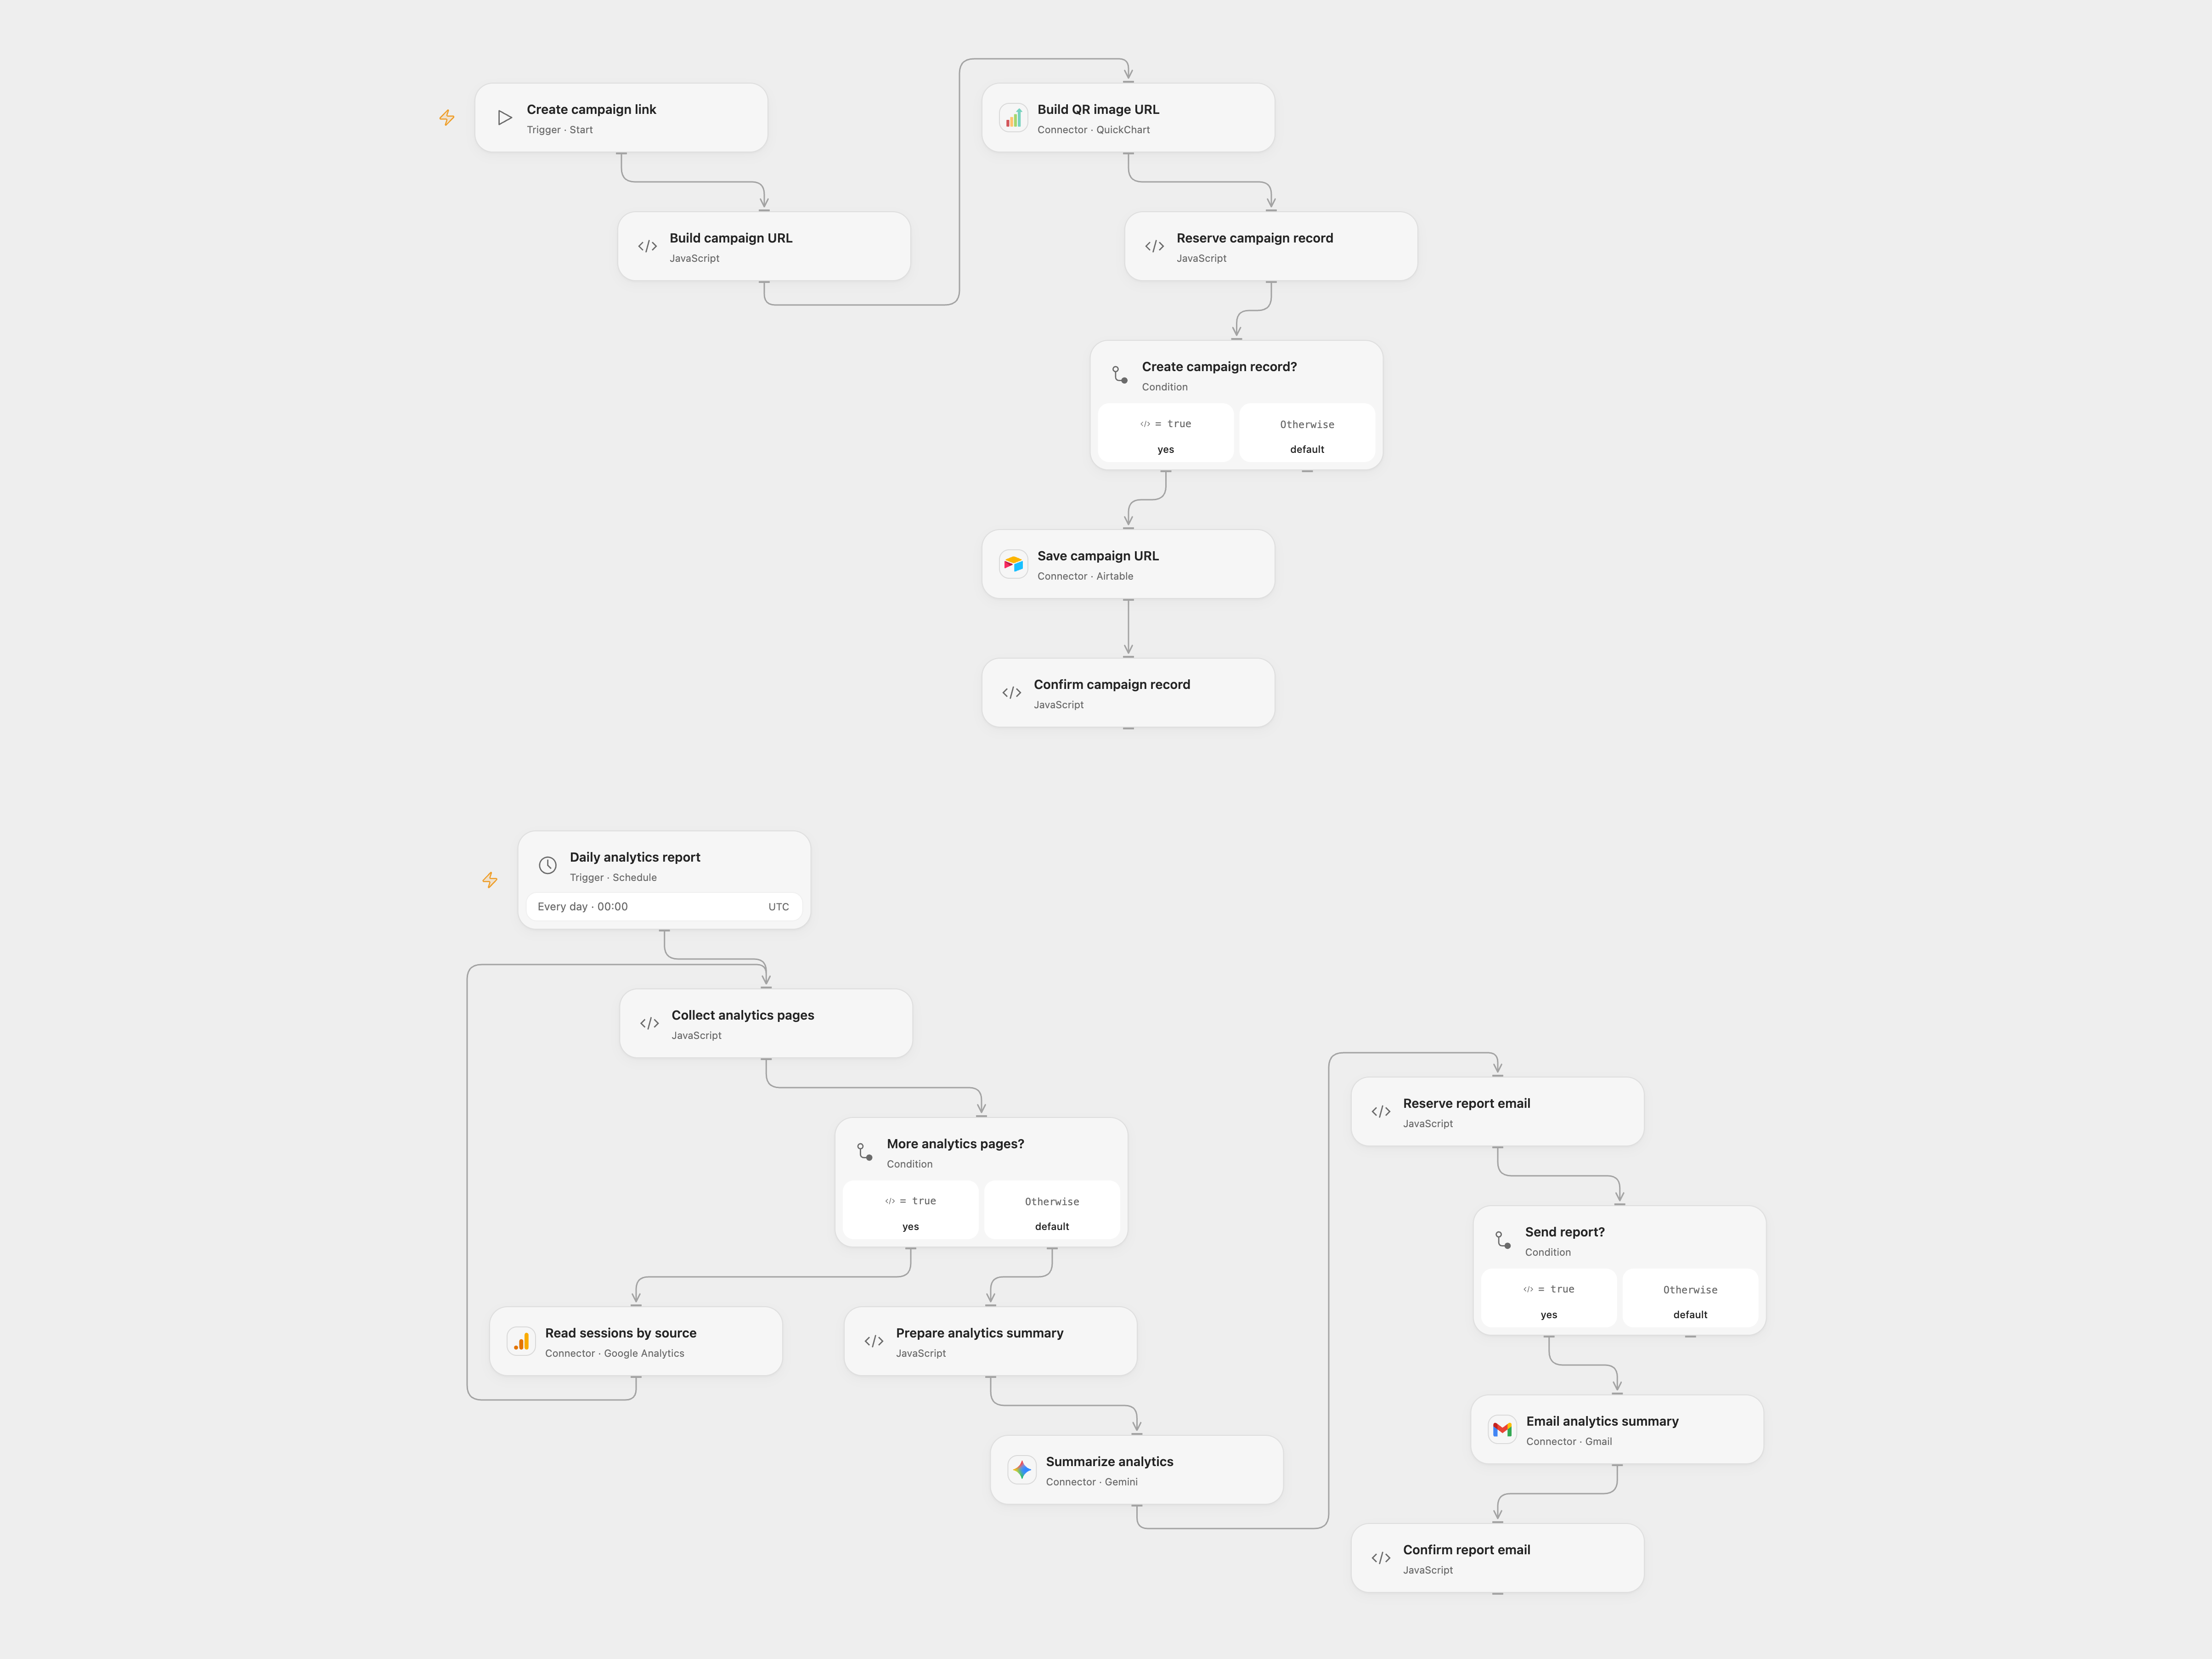 Create campaign link
Trigger · Start
Build campaign URL
JavaScript
Build QR image URL
Connector · QuickChart
Reserve campaign record
JavaScript
Create campaign record?
Condition
</> = true
yes
Otherwise
default
Save campaign URL
Connector · Airtable
Confirm campaign record
JavaScript
Daily analytics report
Trigger · Schedule
Every day · 00:00
UTC
Collect analytics pages
JavaScript
More analytics pages?
Condition
</> = true
yes
Otherwise
default
Read sessions by source
Connector · Google Analytics
Prepare analytics summary
JavaScript
Summarize analytics
Connector · Gemini
Reserve report email
JavaScript
Send report?
Condition
</> = true
yes
Otherwise
default
Email analytics summary
Connector · Gmail
Confirm report email
JavaScript